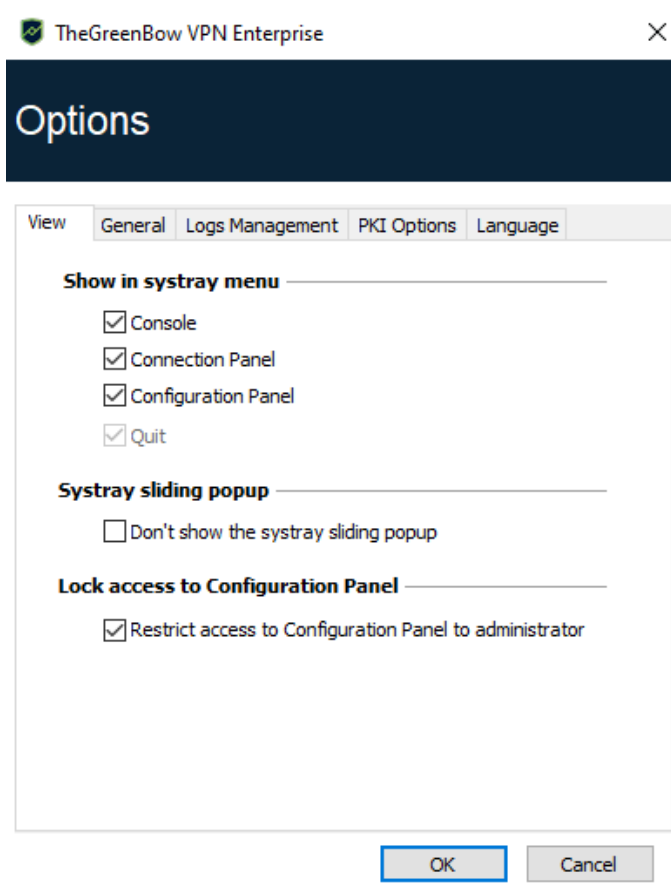 TheGreenBow VPN Enterprise
Options
View General Logs Management PKI Options Language
Show in systray menu
Console
Connection Panel
Configuration Panel
Quit
Systray sliding popup
Don't show the systray sliding popup
Lock access to Configuration Panel
Restrict access to Configuration Panel to administrator
OK Cancel